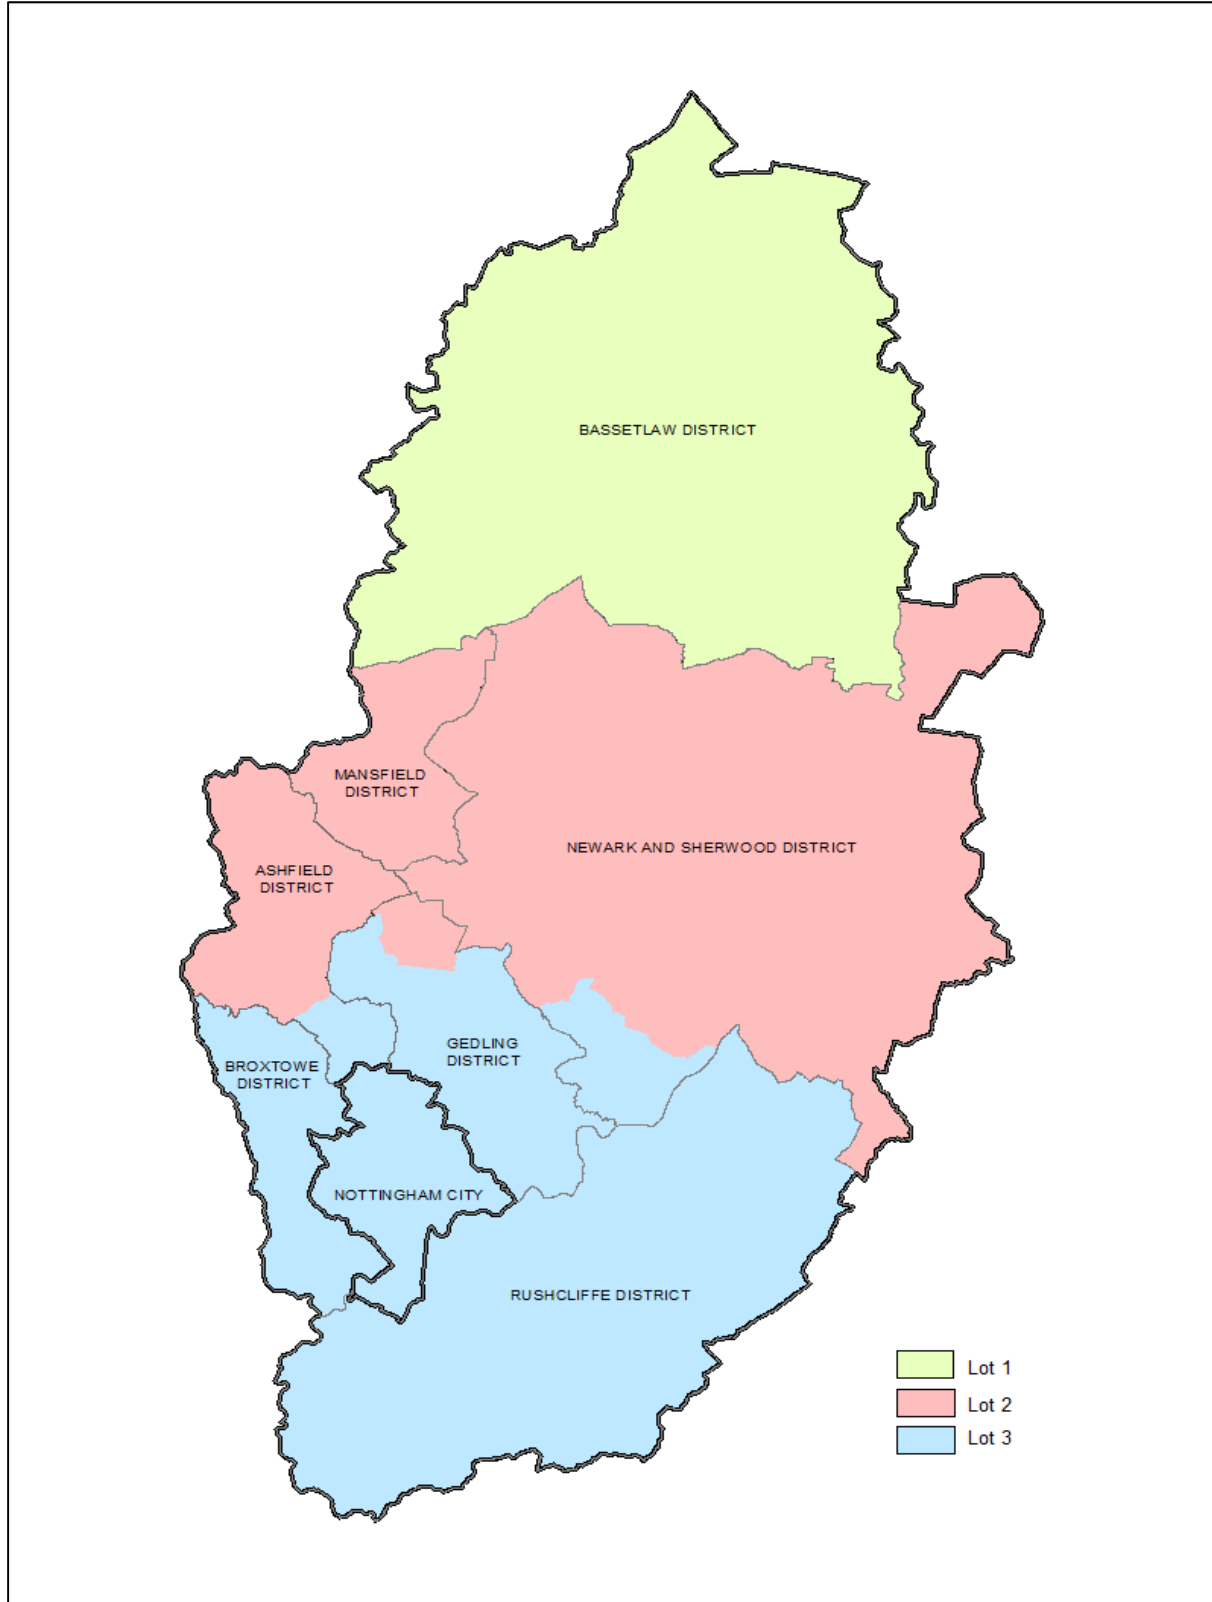 BASSETLAW DISTRICT
MANSFIELD
DISTRICT
NEWARK AND SHERWOOD DISTRICT
ASHFIELD
DISTRICT
GEDLING
DISTRICT
BROXTOWE
DISTRICT
NOTTINGHAM CITY
RUSHCLIFFE DISTRICT
Lot 1
Lot 2
Lot 3